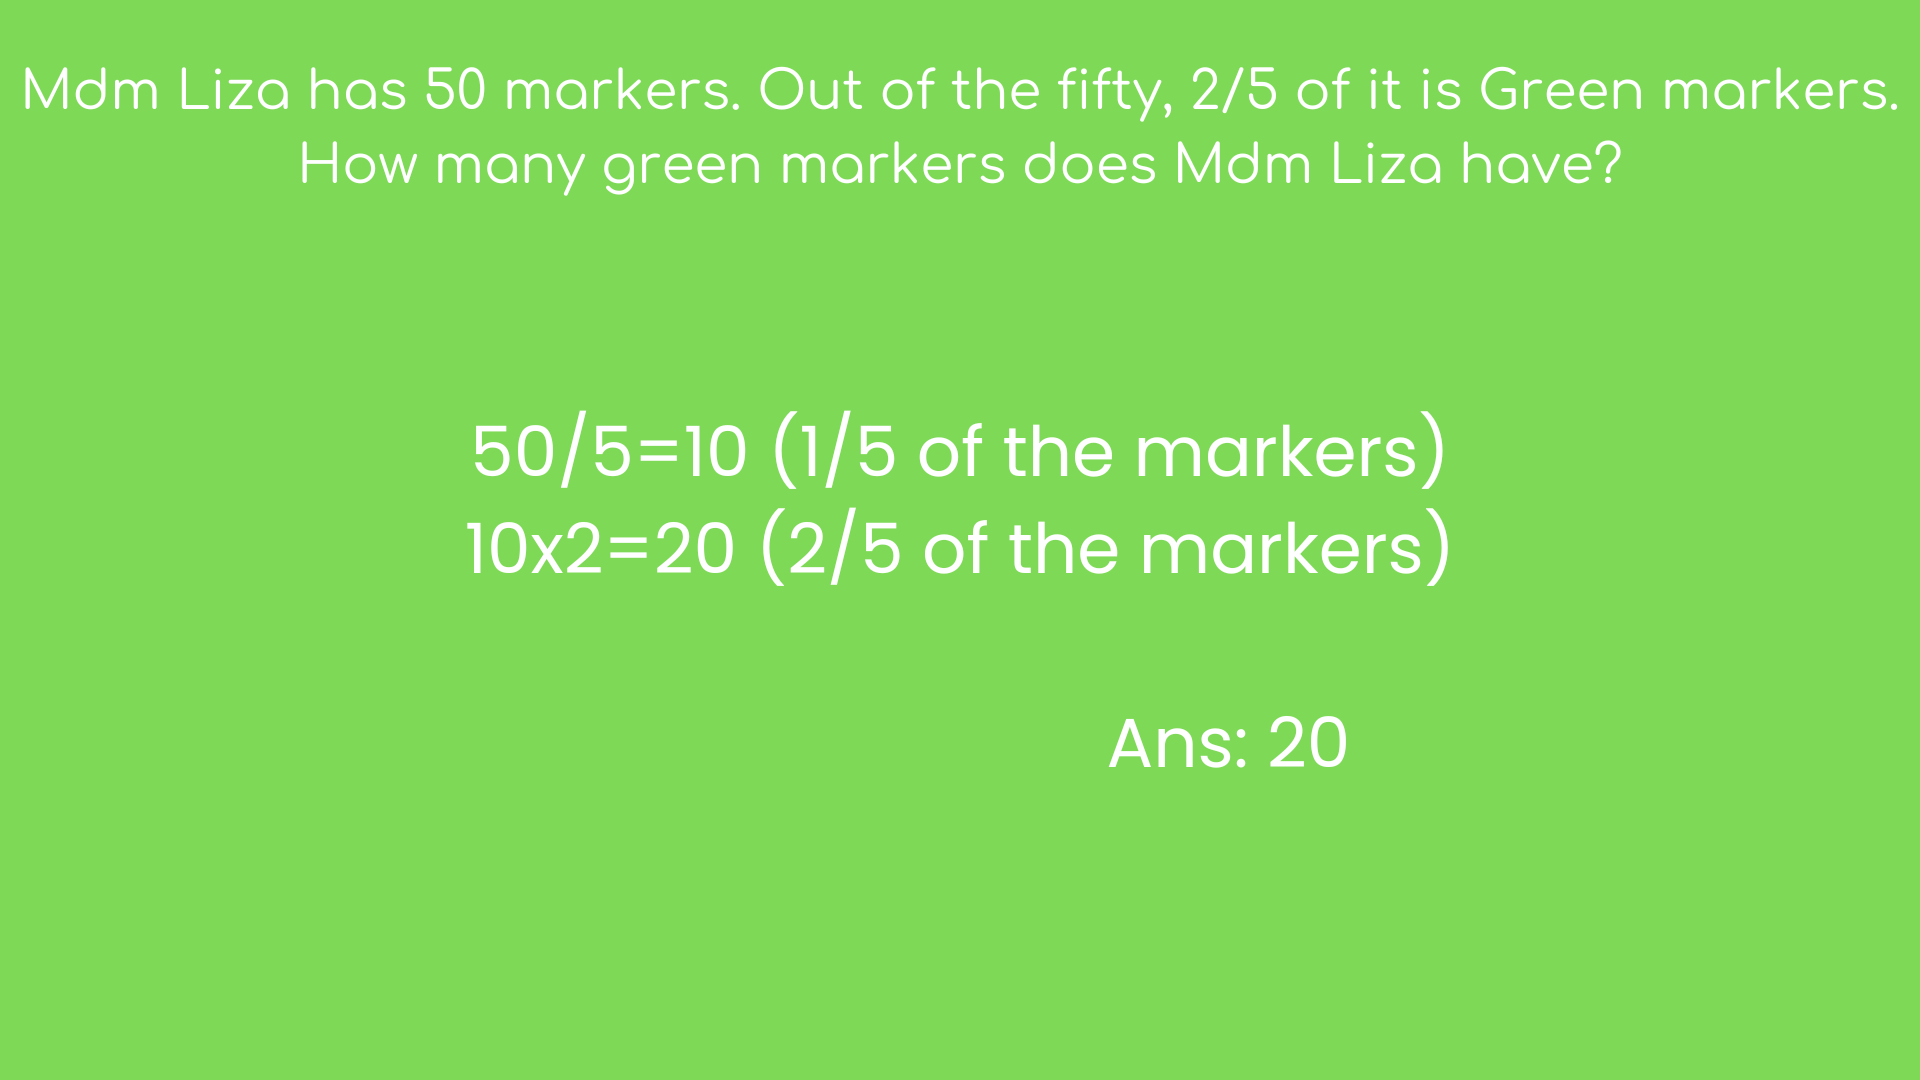 Mdm Liza has 50 markers. Out of the fifty, 2/5 of it is Green markers.
How many green markers does Mdm Liza have?
50/5=10 (1/5 of the markers)
10x2=20 (2/5 of the markers)
Ans: 20